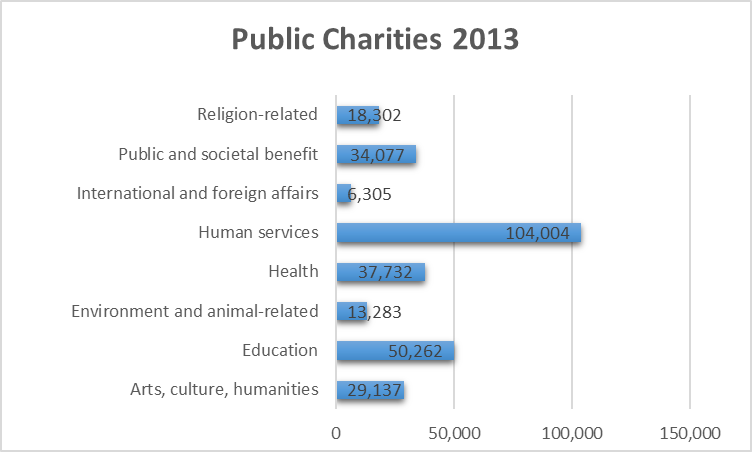 Public Charities 2013
Religion-related 18,302
Public and societal benefit 34,077
International and foreign affairs 6,305
Human services 104,004
Health 37,732
Environment and animal-related 13,283
Education 50,262
Arts, culture, humanities 29,137
0 50,000 100,000 150,000